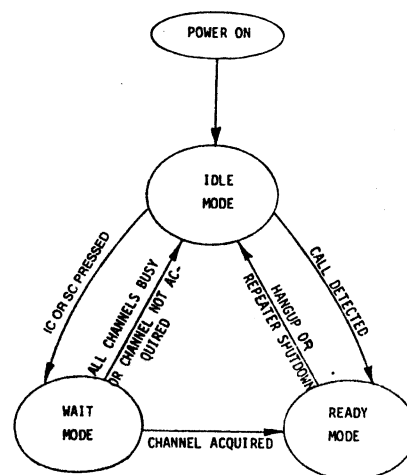 POWER ON
IDLE
MODE
IC OR SC PRESSED
ALL CHANNELS BUSY
OR CHANNEL NOT AC-
QUIRED
HANGUP OR
REPEATER SHUTDOWN
CALL DETECTED
WAIT
MODE
CHANNEL ACQUIRED
READY
MODE